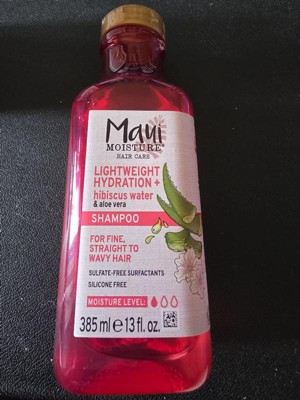 Maui
MOISTURE®
HAIR CARE
LIGHTWEIGHT
HYDRATION +
hibiscus water
& aloe vera
SHAMPOO
FOR FINE,
STRAIGHT TO
WAVY HAIR
SULFATE-FREE SURFACTANTS
SILICONE FREE
MOISTURE LEVEL:
385 ml e 13 fl. oz.